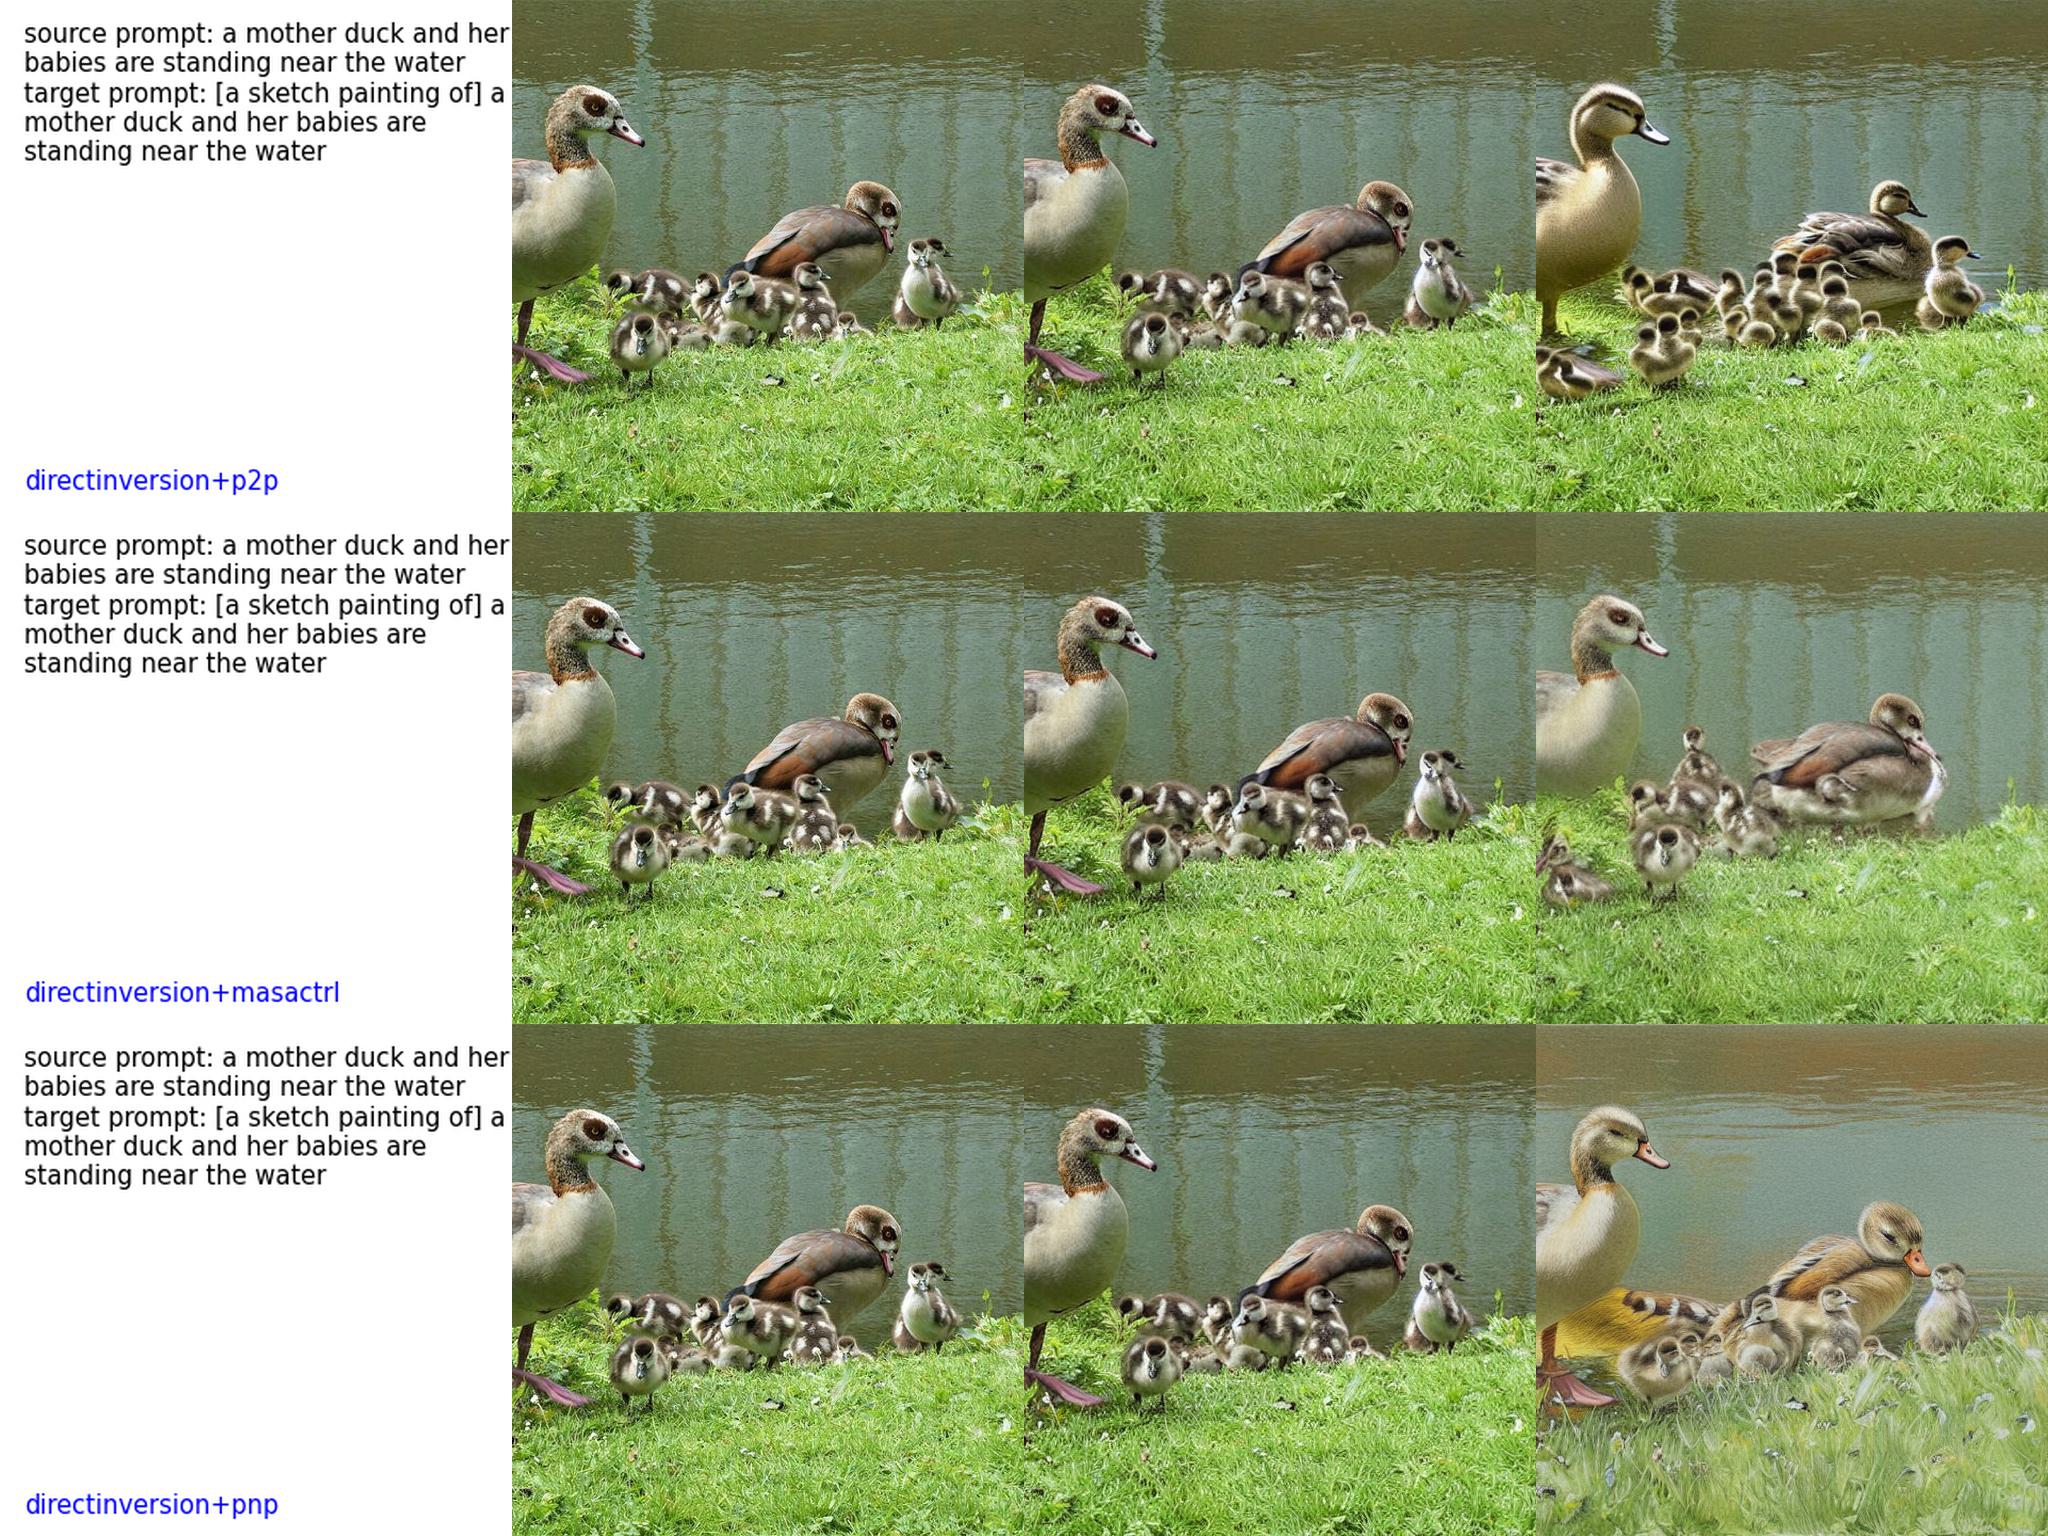 source prompt: a mother duck and her
babies are standing near the water
target prompt: [a sketch painting of] a
mother duck and her babies are
standing near the water
directinversion+p2p
source prompt: a mother duck and her
babies are standing near the water
target prompt: [a sketch painting of] a
mother duck and her babies are
standing near the water
directinversion+masactrl
source prompt: a mother duck and her
babies are standing near the water
target prompt: [a sketch painting of] a
mother duck and her babies are
standing near the water
directinversion+pnp